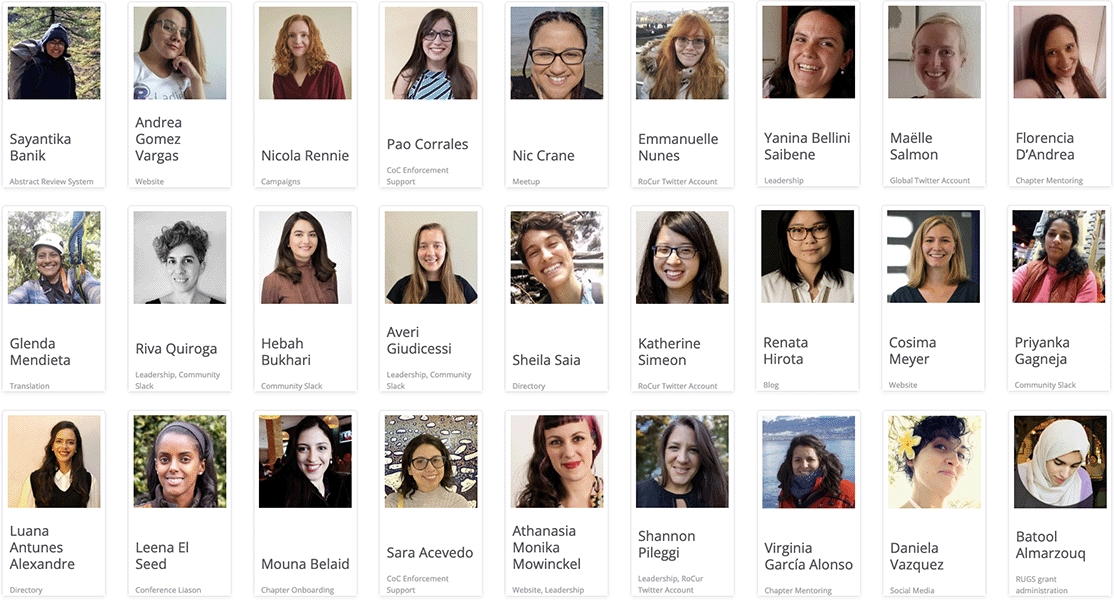 Sayantika
Banik
Abstract Review System
Andrea
Gomez
Vargas
Website
Nicola Rennie
Campaigns
Pao Corrales
CoC Enforcement
Support
Nic Crane
Meetup
Emmanuelle
Nunes
RoCur Twitter Account
Yanina Bellini
Saibene
Leadership
Maëlle
Salmon
Global Twitter Account
Florencia
D’Andrea
Chapter Mentoring
Glenda
Mendieta
Translation
Riva Quiroga
Leadership, Community
Slack
Hebah
Bukhari
Community Slack
Averi
Giudicessi
Leadership, Community
Slack
Sheila Saia
Directory
Katherine
Simeon
RoCur Twitter Account
Renata
Hirota
Blog
Cosima
Meyer
Website
Priyanka
Gagneja
Community Slack
Luana
Antunes
Alexandre
Directory
Leena El
Seed
Conference Liason
Mouna Belaid
Chapter Onboarding
Sara Acevedo
CoC Enforcement
Support
Athanasia
Monika
Mowinckel
Website, Leadership
Shannon
Pileggi
Leadership, RoCur
Twitter Account
Virginia
García Alonso
Chapter Mentoring
Daniela
Vazquez
Social Media
Batool
Almarzouq
RUGS grant
administration